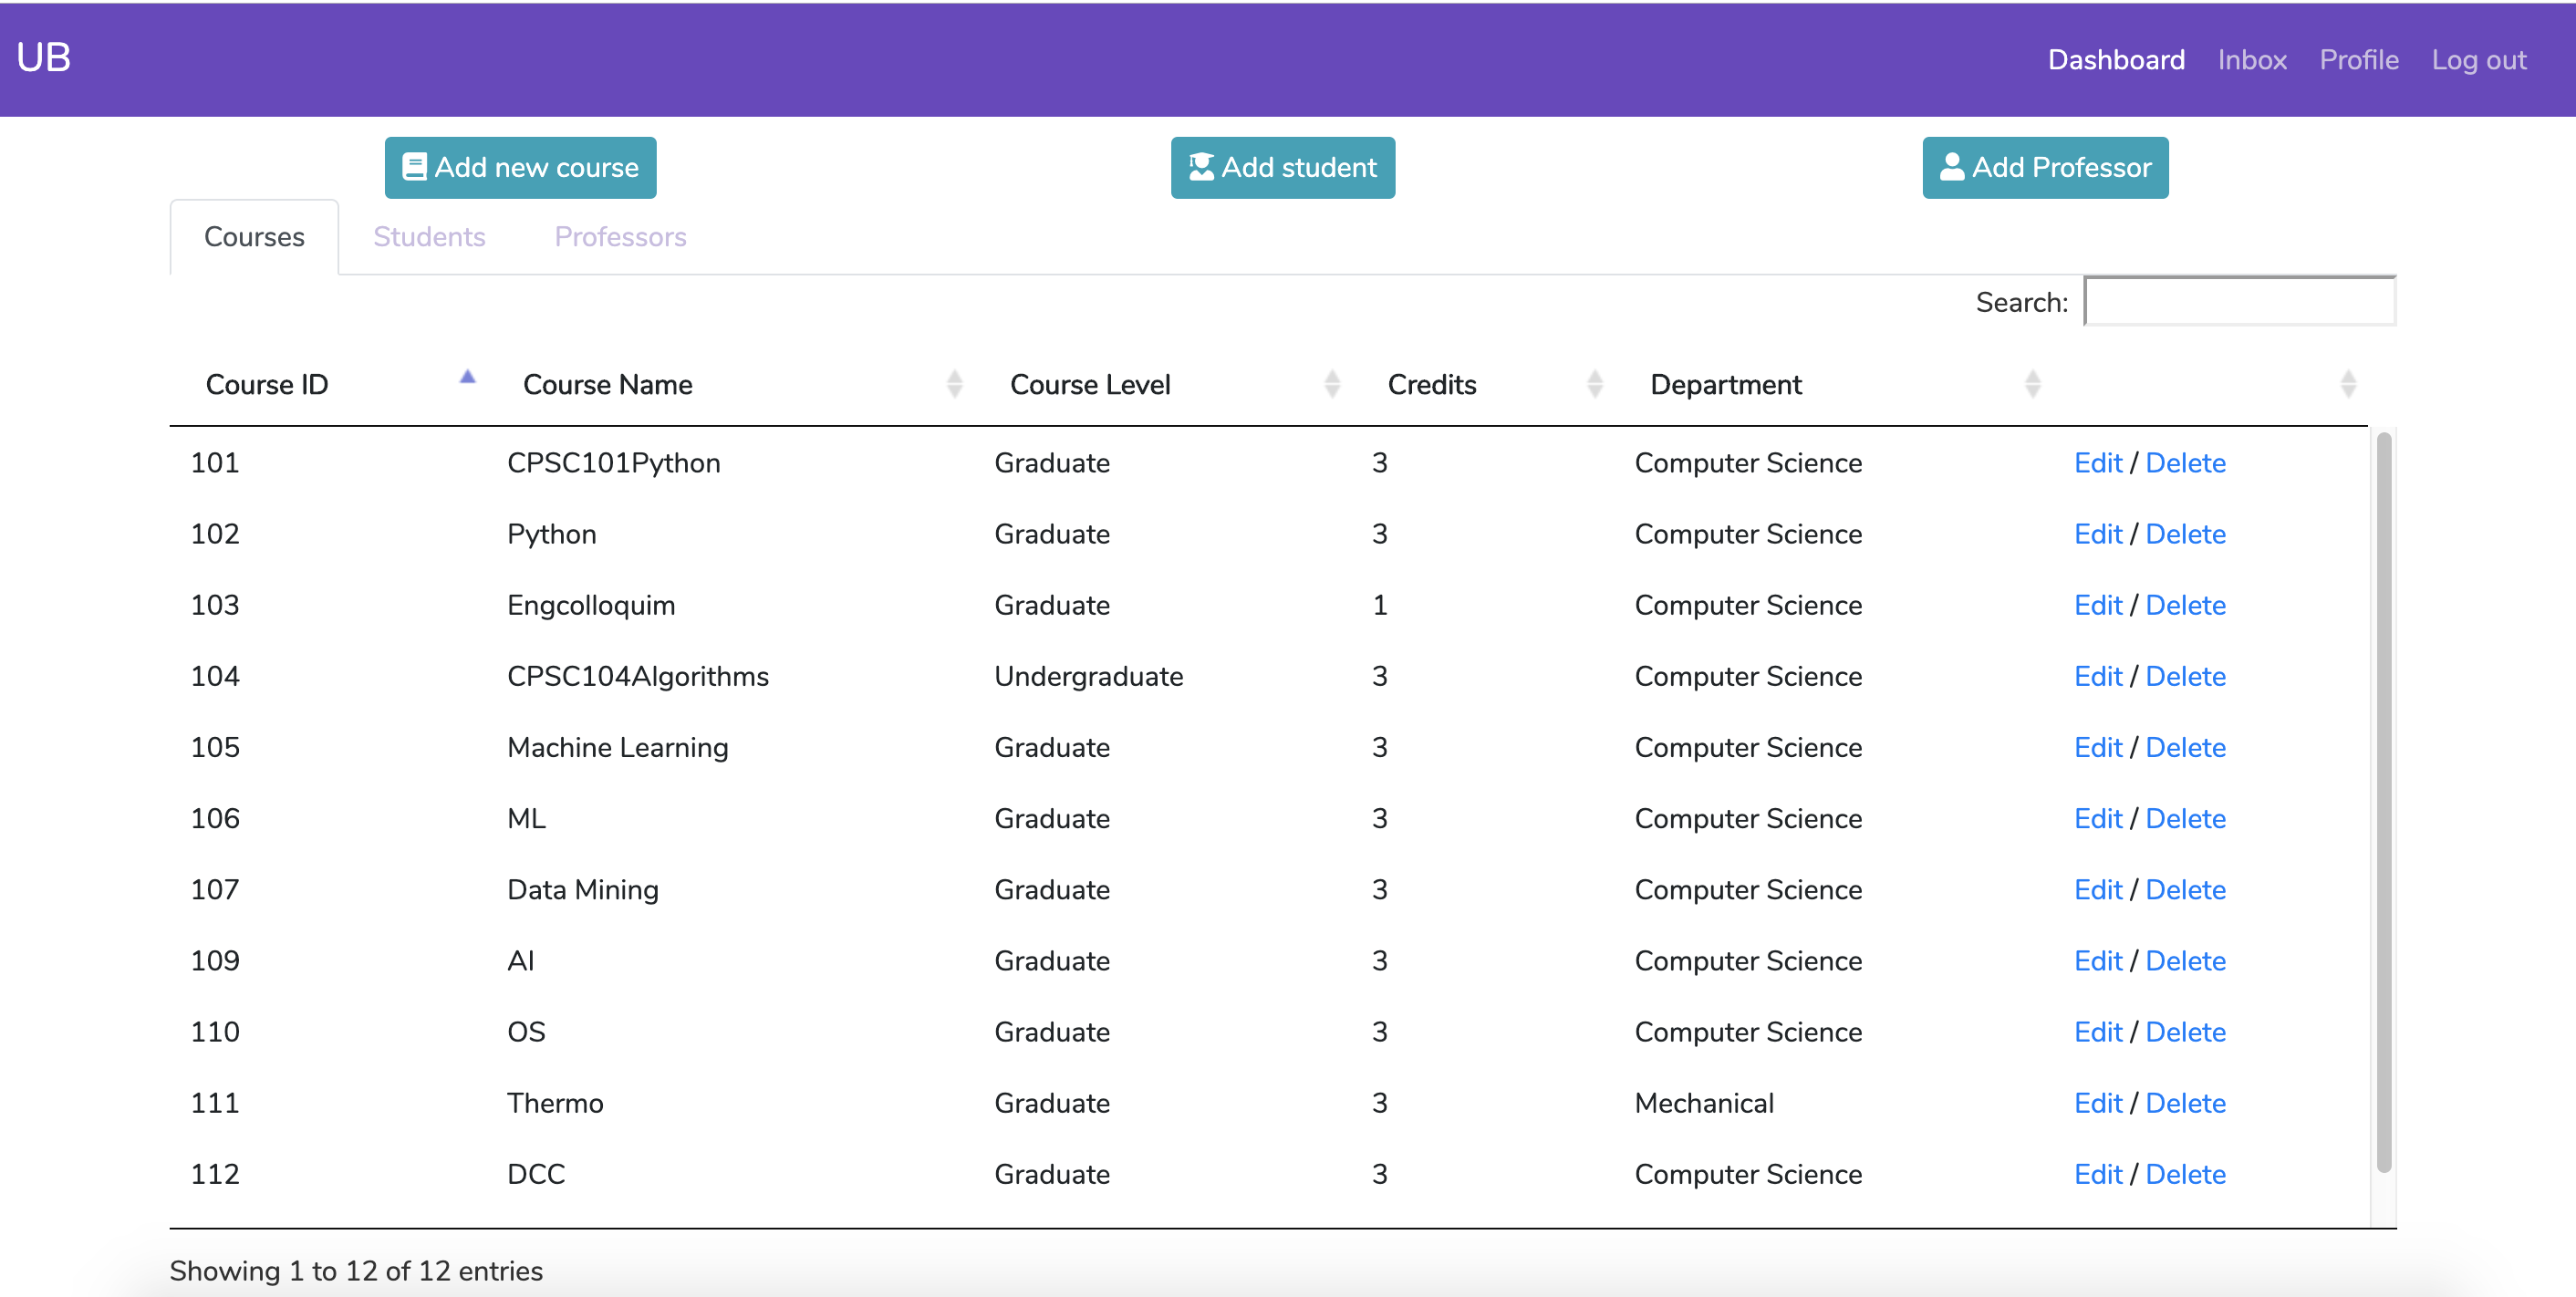 UB Dashboard Inbox Profile Log out
Add new course Add student Add Professor
Courses Students Professors
Search:
Course ID Course Name Course Level Credits Department
101 CPSC101Python Graduate 3 Computer Science Edit / Delete
102 Python Graduate 3 Computer Science Edit / Delete
103 Engcolloquim Graduate 1 Computer Science Edit / Delete
104 CPSC104Algorithms Undergraduate 3 Computer Science Edit / Delete
105 Machine Learning Graduate 3 Computer Science Edit / Delete
106 ML Graduate 3 Computer Science Edit / Delete
107 Data Mining Graduate 3 Computer Science Edit / Delete
109 AI Graduate 3 Computer Science Edit / Delete
110 OS Graduate 3 Computer Science Edit / Delete
111 Thermo Graduate 3 Mechanical Edit / Delete
112 DCC Graduate 3 Computer Science Edit / Delete
Showing 1 to 12 of 12 entries